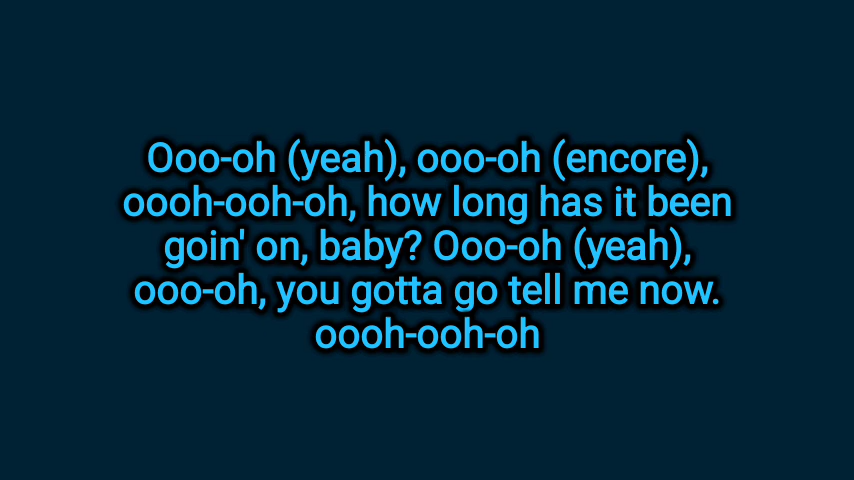 Ooo-oh (yeah), ooo-oh (encore),
oooh-ooh-oh, how long has it been
goin' on, baby? Ooo-oh (yeah),
ooo-oh, you gotta go tell me now.
oooh-ooh-oh